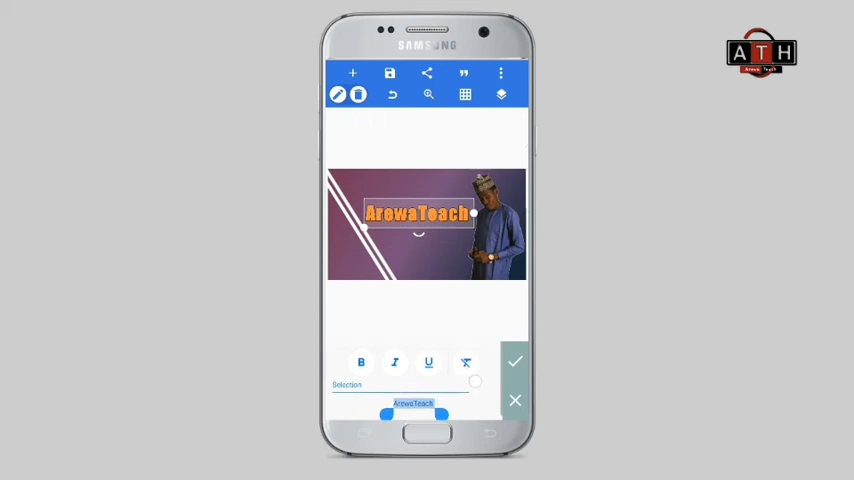 SAMSUNG
ATH
Arewa Teach
ArewaTeach
B I U
Selection
ArewaTeach